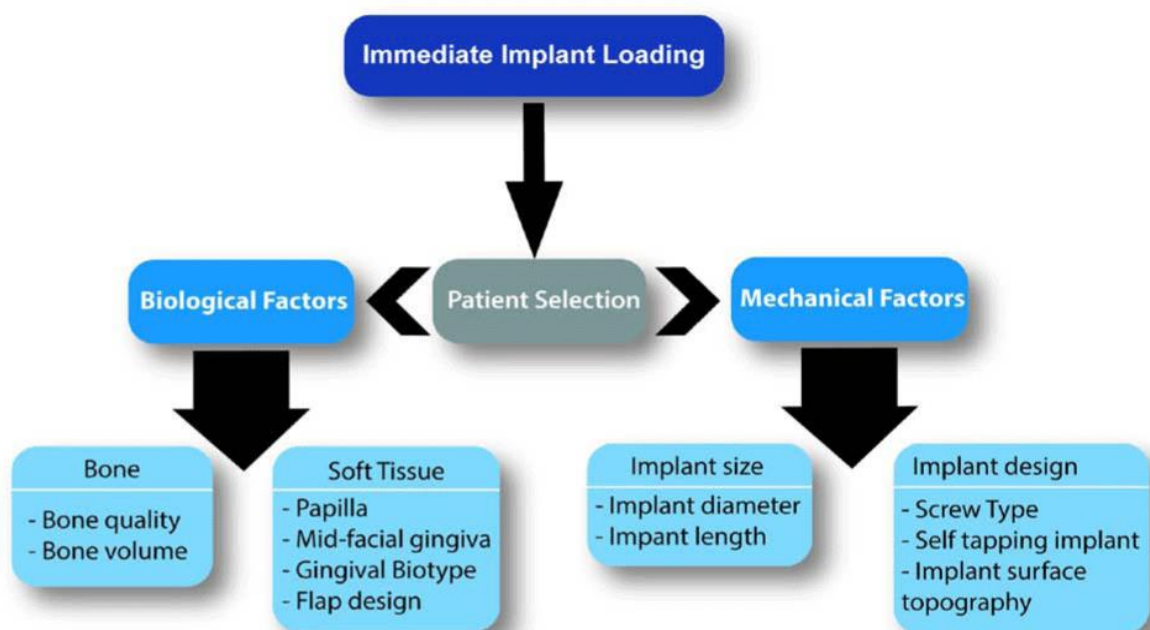 Immediate Implant Loading
Biological Factors
Patient Selection
Mechanical Factors
Bone
- Bone quality
- Bone volume
Soft Tissue
- Papilla
- Mid-facial gingiva
- Gingival Biotype
- Flap design
Implant size
- Implant diameter
- Impant length
Implant design
- Screw Type
- Self tapping implant
- Implant surface
topography